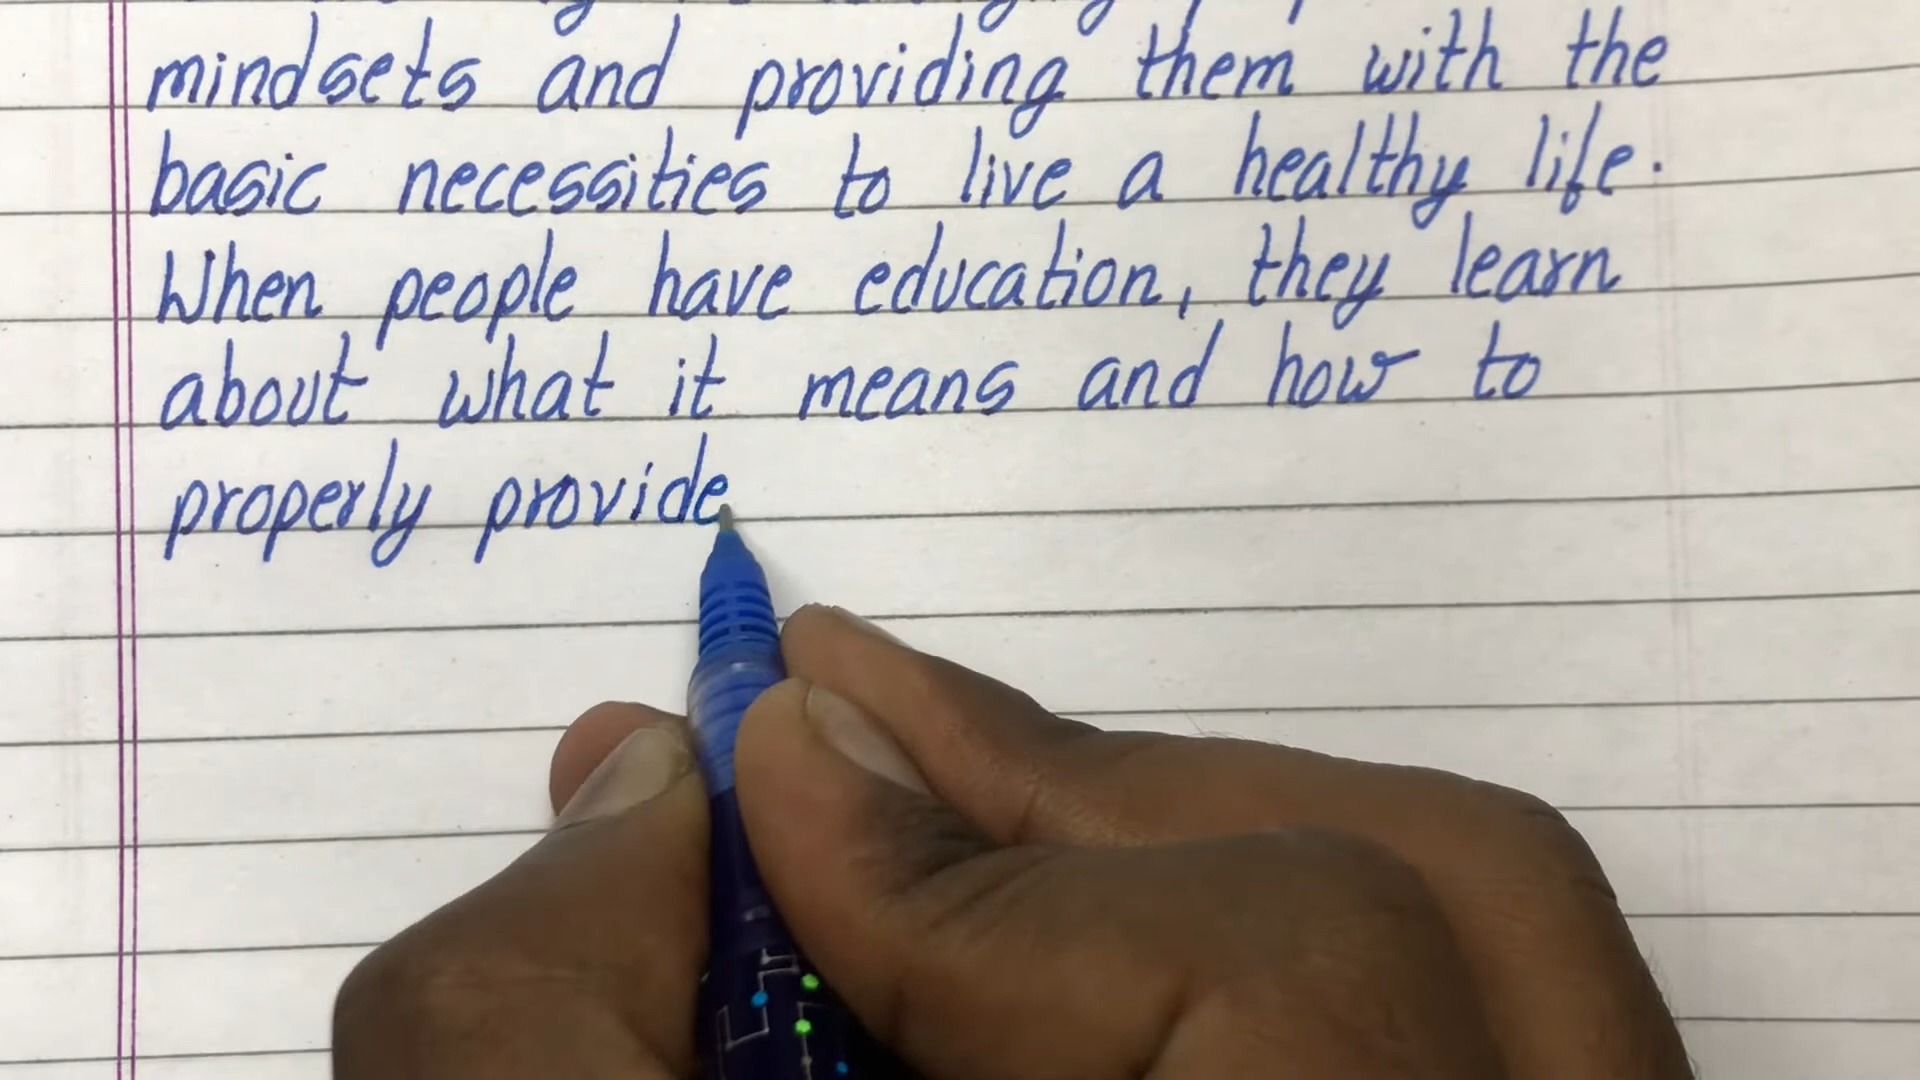 mindsets and providing them with the
basic necessities to live a healthy life.
When people have education, they learn
about what it means and how to
properly provide